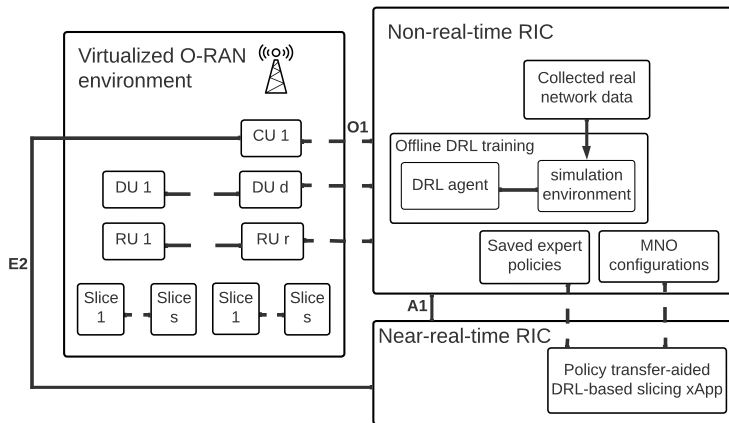 Virtualized O-RAN
environment
CU 1
DU 1
DU d
RU 1
RU r
Slice
1
Slice
s
Slice
1
Slice
s
E2
O1
A1
Non-real-time RIC
Collected real
network data
Offline DRL training
DRL agent
simulation
environment
Saved expert
policies
MNO
configurations
Near-real-time RIC
Policy transfer-aided
DRL-based slicing xApp